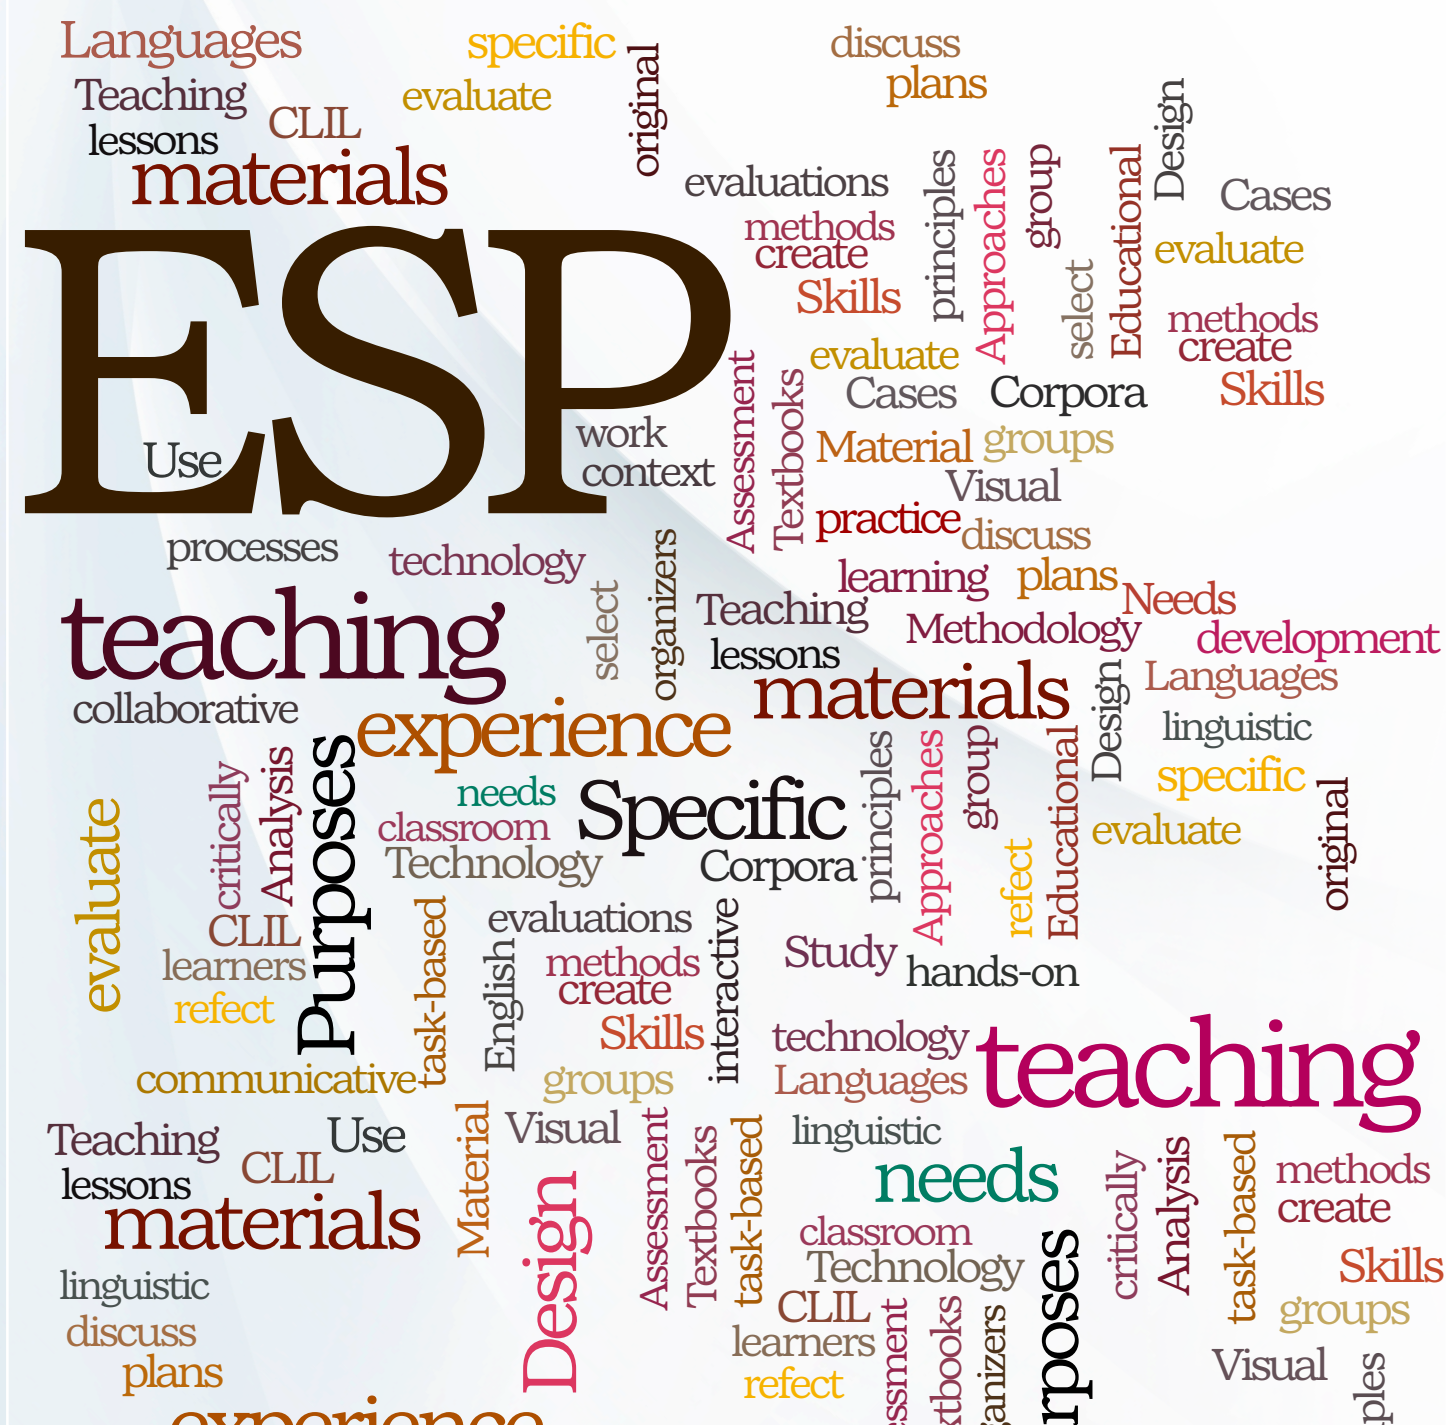 Languages
specific
original
discuss
plans
Teaching
evaluate
CLIL
lessons
materials
Design
evaluations
principles
Approaches
group
Educational
Cases
methods
create
Skills
select
evaluate
methods
create
Skills
ESP
Use
work
context
Assessment
Textbooks
evaluate
Cases
Corpora
Material
groups
Visual
practice
discuss
processes
technology
select
organizers
learning
plans
Needs
teaching
Teaching
lessons
Methodology
development
materials
Design
Languages
collaborative
experience
linguistic
critically
Analysis
Purposes
needs
Specific
principles
Approaches
group
Educational
specific
original
evaluate
classroom
Technology
Corpora
refect
evaluate
CLIL
learners
refect
task-based
evaluations
English
methods
create
Skills
interactive
Study
hands-on
technology
teaching
communicative
groups
Languages
Teaching
Use
CLIL
lessons
materials
Material
Visual
Design
Assessment
Textbooks
task-based
linguistic
needs
critically
Analysis
task-based
methods
create
classroom
Technology
urposes
Skills
linguistic
CLIL
learners
refect
ssment
xtbooks
ganizers
groups
discuss
plans
Visual
ples
experience